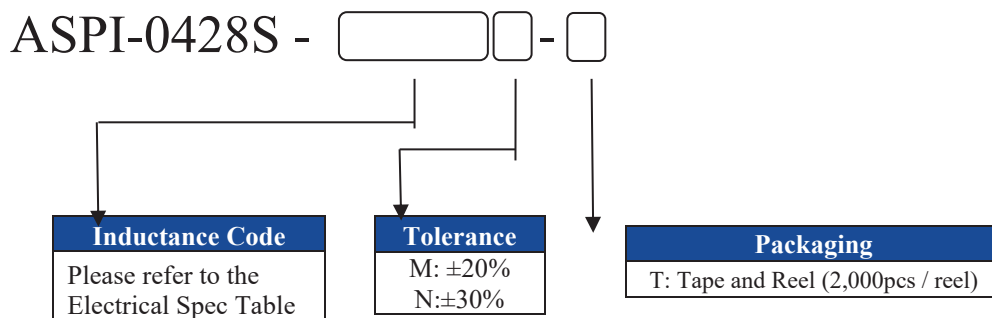 ASPI-0428S - -
Inductance Code
Please refer to the
Electrical Spec Table
Tolerance
M: ±20%
N:±30%
Packaging
T: Tape and Reel (2,000pcs / reel)